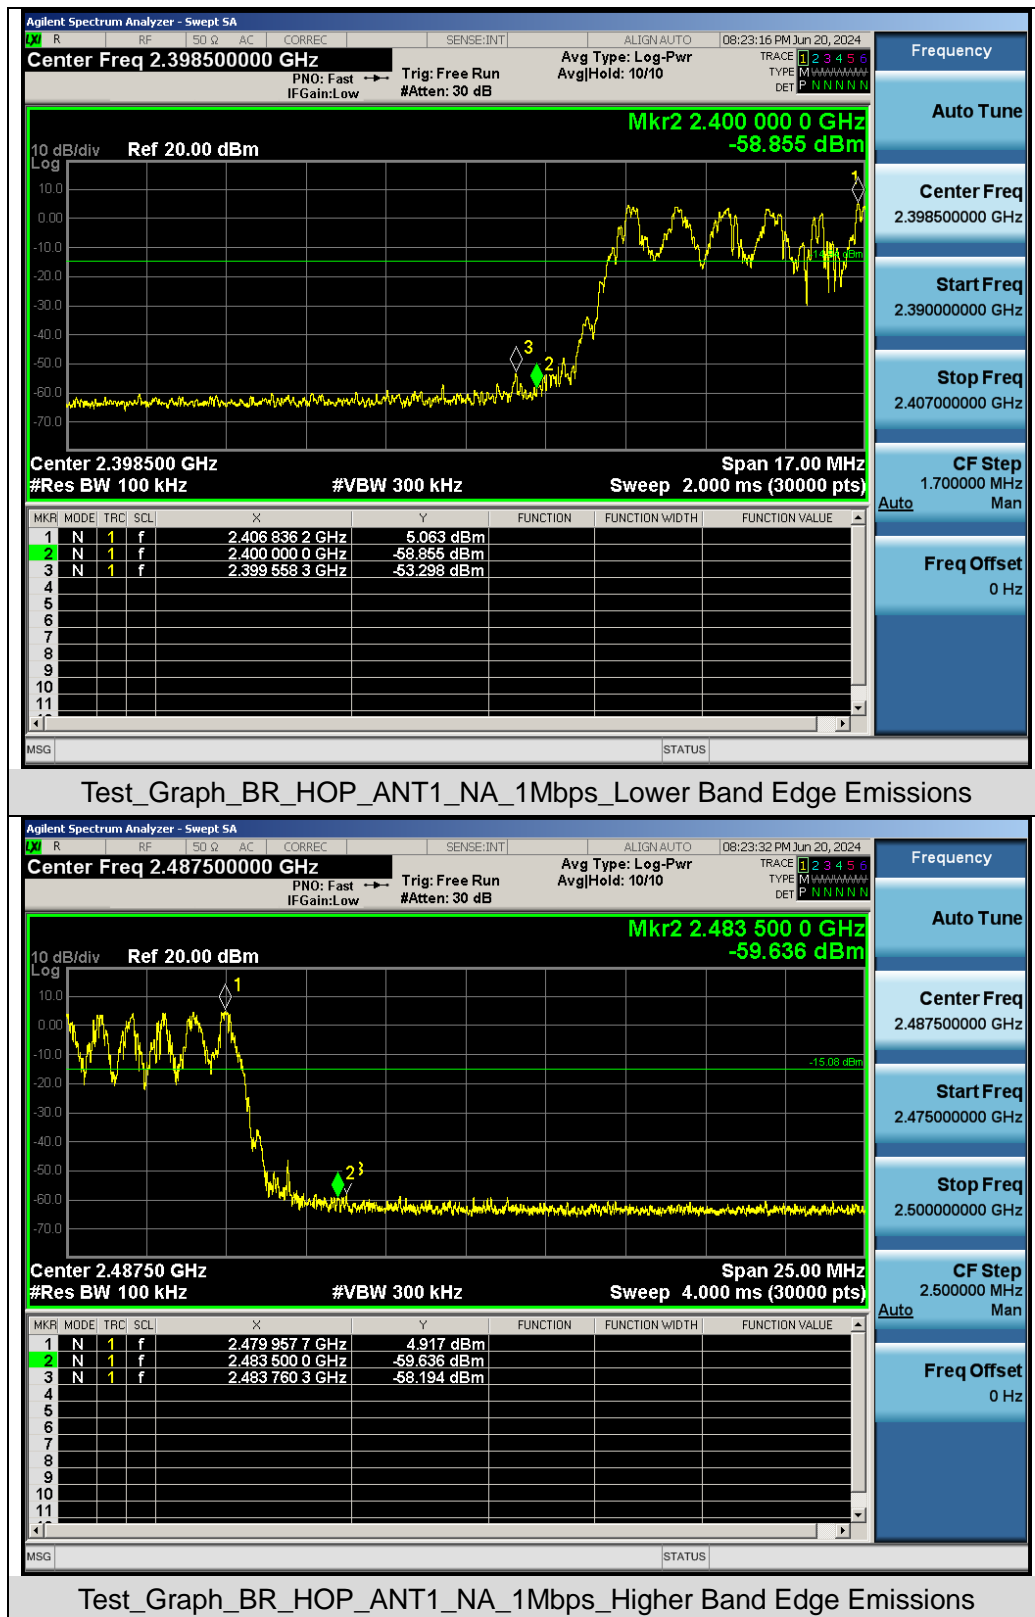 Agilent Spectrum Analyzer - Swept SA
LXI R RF 50 Ω AC CORREC SENSE:INT ALIGN AUTO 08:23:16 PM Jun 20, 2024
Center Freq 2.398500000 GHz
PNO: Fast
IFGain:Low
Trig: Free Run
#Atten: 30 dB
Avg Type: Log-Pwr
Avg|Hold: 10/10
TRACE 1 2 3 4 5 6
TYPE M
DET P N N N N N
Mkr2 2.400 000 0 GHz
-58.855 dBm
10 dB/div
Log
Ref 20.00 dBm
10.0
0.00
-10.0
-20.0
-30.0
-40.0
-50.0
-60.0
-70.0
1
2
3
Center 2.398500 GHz
Span 17.00 MHz
#Res BW 100 kHz
#VBW 300 kHz
Sweep 2.000 ms (30000 pts)
MKR MODE TRC SCL X Y FUNCTION FUNCTION WIDTH FUNCTION VALUE
1 N 1 f 2.406 836 2 GHz 5.063 dBm
2 N 1 f 2.400 000 0 GHz -58.855 dBm
3 N 1 f 2.399 558 3 GHz -53.298 dBm
4
5
6
7
8
9
10
11
MSG
STATUS
Frequency
Auto Tune
Center Freq
2.398500000 GHz
Start Freq
2.390000000 GHz
Stop Freq
2.407000000 GHz
CF Step
1.700000 MHz
Auto Man
Freq Offset
0 Hz
Test_Graph_BR_HOP_ANT1_NA_1Mbps_Lower Band Edge Emissions
Agilent Spectrum Analyzer - Swept SA
LXI R RF 50 Ω AC CORREC SENSE:INT ALIGN AUTO 08:23:32 PM Jun 20, 2024
Center Freq 2.487500000 GHz
PNO: Fast
IFGain:Low
Trig: Free Run
#Atten: 30 dB
Avg Type: Log-Pwr
Avg|Hold: 10/10
TRACE 1 2 3 4 5 6
TYPE M
DET P N N N N N
Mkr2 2.483 500 0 GHz
-59.636 dBm
10 dB/div
Log
Ref 20.00 dBm
10.0
0.00
-10.0
-20.0
-30.0
-40.0
-50.0
-60.0
-70.0
1
2
3
-15.08 dBm
Center 2.48750 GHz
Span 25.00 MHz
#Res BW 100 kHz
#VBW 300 kHz
Sweep 4.000 ms (30000 pts)
MKR MODE TRC SCL X Y FUNCTION FUNCTION WIDTH FUNCTION VALUE
1 N 1 f 2.479 957 7 GHz 4.917 dBm
2 N 1 f 2.483 500 0 GHz -59.636 dBm
3 N 1 f 2.483 760 3 GHz -58.194 dBm
4
5
6
7
8
9
10
11
MSG
STATUS
Frequency
Auto Tune
Center Freq
2.487500000 GHz
Start Freq
2.475000000 GHz
Stop Freq
2.500000000 GHz
CF Step
2.500000 MHz
Auto Man
Freq Offset
0 Hz
Test_Graph_BR_HOP_ANT1_NA_1Mbps_Higher Band Edge Emissions